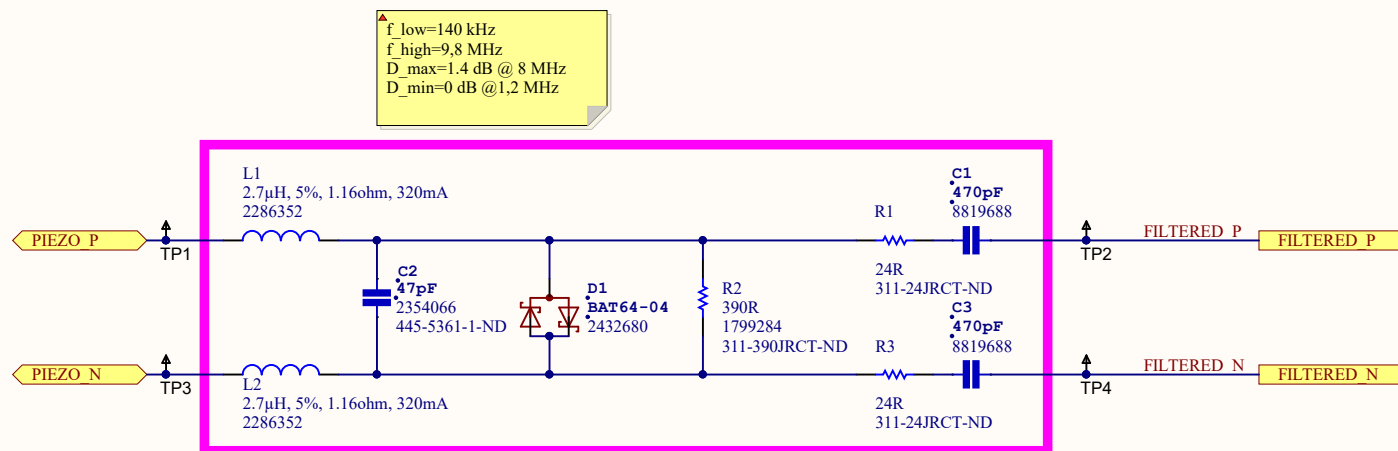 f_low=140 kHz
f_high=9,8 MHz
D_max=1.4 dB @ 8 MHz
D_min=0 dB @1,2 MHz
L1
2.7µH, 5%, 1.16ohm, 320mA
2286352
C1
470pF
8819688
R1
PIEZO_P
TP1
TP2
FILTERED_P
FILTERED_P
24R
311-24JRCT-ND
C2
47pF
2354066
445-5361-1-ND
D1
BAT64-04
2432680
R2
390R
1799284
311-390JRCT-ND
C3
470pF
8819688
R3
PIEZO_N
TP3
TP4
FILTERED_N
FILTERED_N
L2
2.7µH, 5%, 1.16ohm, 320mA
2286352
24R
311-24JRCT-ND